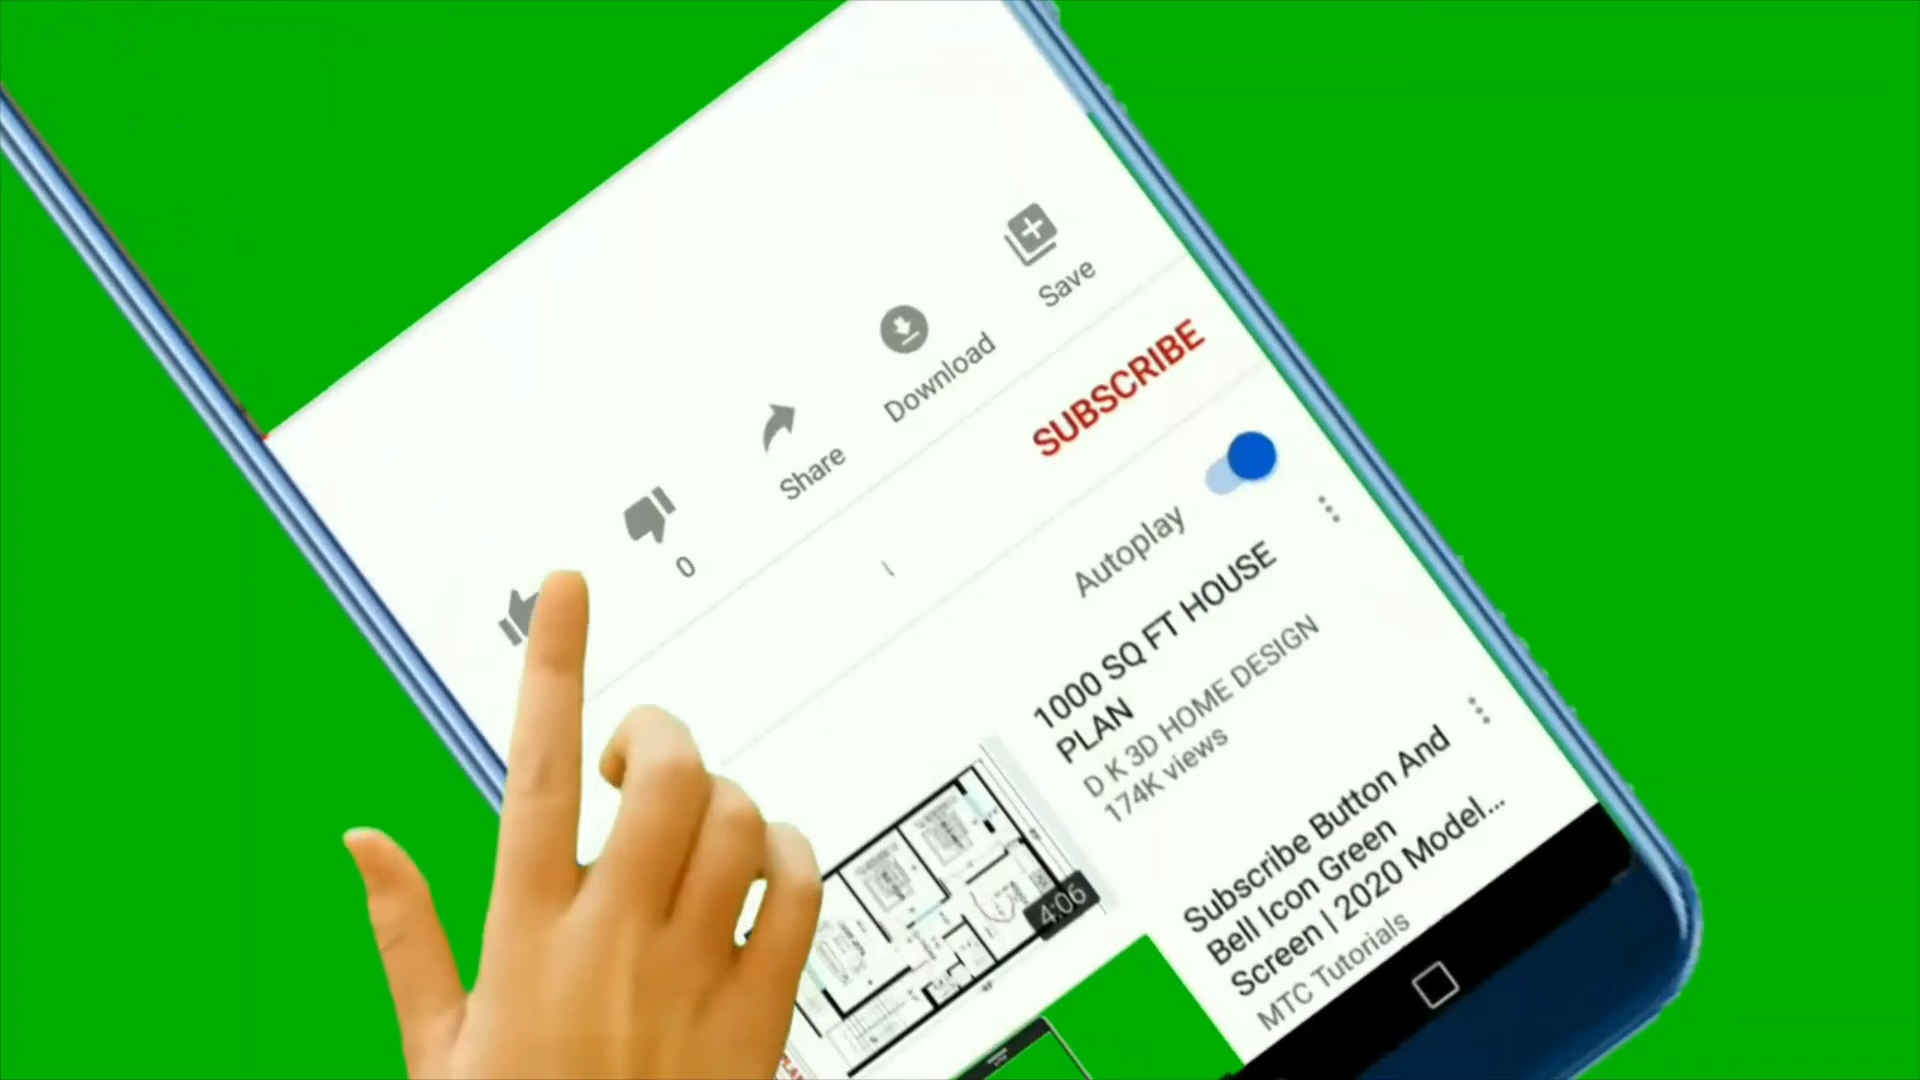 0
Share
Download
Save
SUBSCRIBE
Autoplay
1000 SQ FT HOUSE
PLAN
D K 3D HOME DESIGN
174K views
4:06
Subscribe Button And
Bell Icon Green
Screen | 2020 Model...
MTC Tutorials